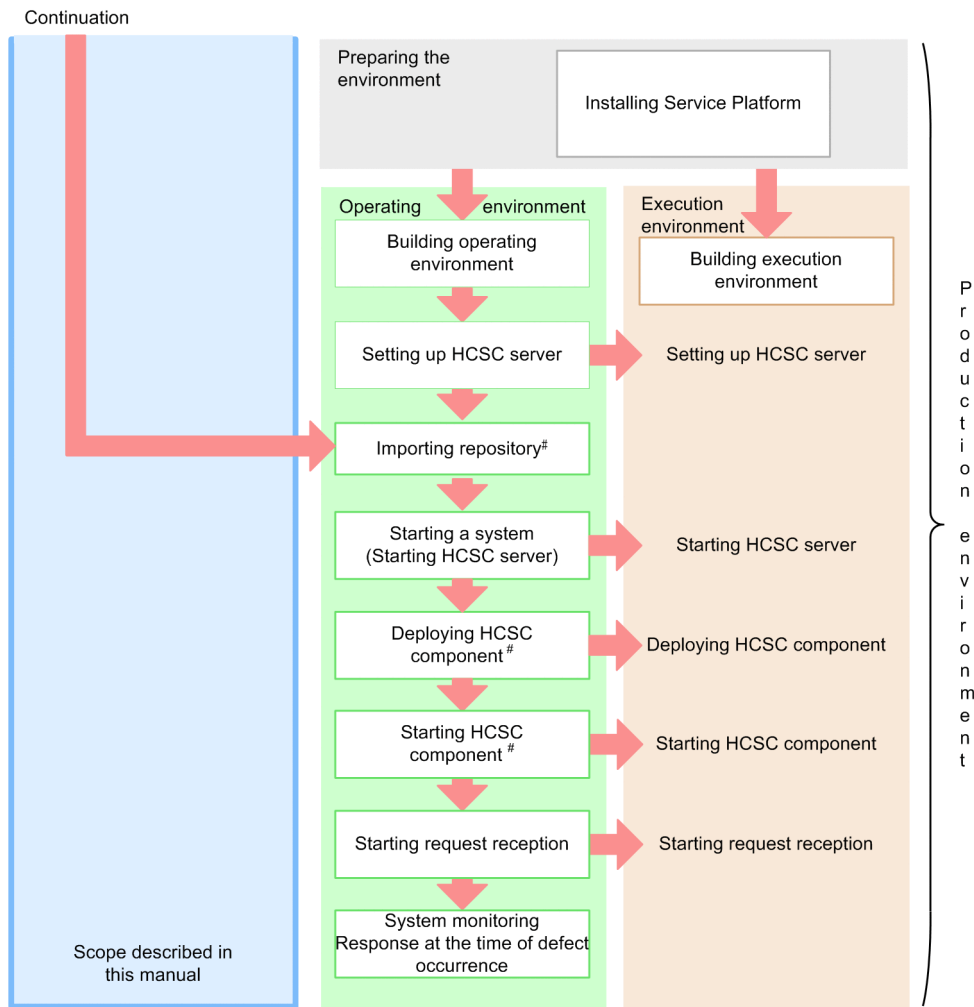 Continuation
Preparing the
environment
Installing Service Platform
Operating environment
Building operating
environment
Execution
environment
Building execution
environment
Setting up HCSC server
Setting up HCSC server
Importing repository#
Starting a system
(Starting HCSC server)
Starting HCSC server
Deploying HCSC
component #
Deploying HCSC component
Starting HCSC
component #
Starting HCSC component
Starting request reception
Starting request reception
System monitoring
Response at the time of defect
occurrence
Scope described in
this manual
Production environment